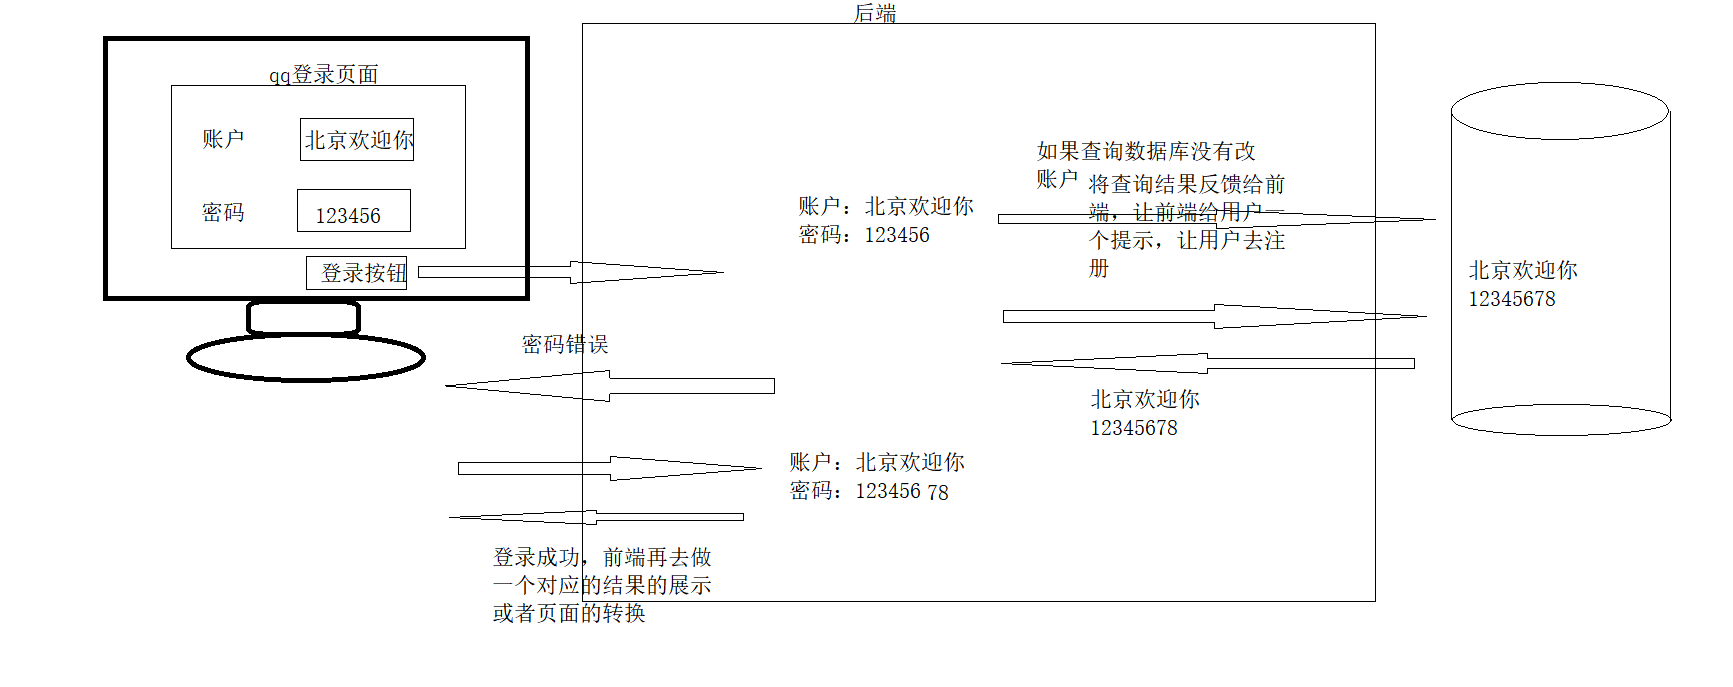 后端
qq登录页面
账户
北京欢迎你
密码
123456
登录按钮
账户：北京欢迎你
密码：123456
如果查询数据库没有改
账户
将查询结果反馈给前
端，让前端给用户一
个提示，让用户去注
册
北京欢迎你
12345678
密码错误
北京欢迎你
12345678
账户：北京欢迎你
密码：123456 78
登录成功，前端再去做
一个对应的结果的展示
或者页面的转换